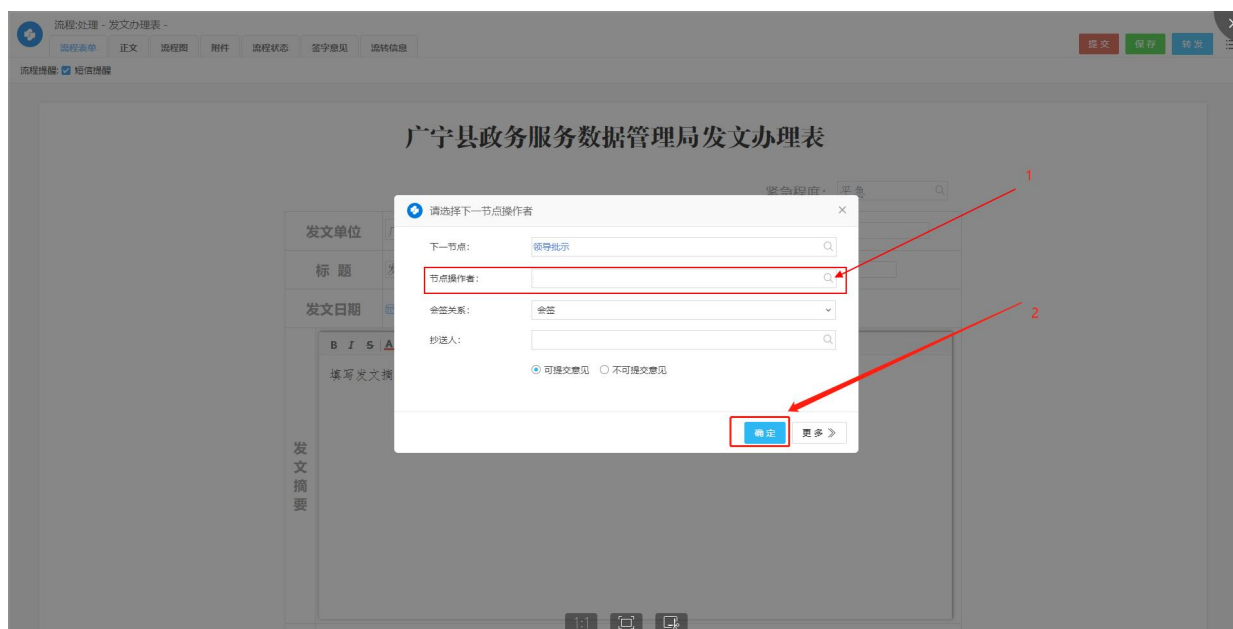 流程:处理 - 发文办理表 -
流程表单 正文 流程图 附件 流程状态 签字意见 流转信息
提交 保存 转发
流程提醒: 短信提醒
广宁县政务服务数据管理局发文办理表
1
紧急程度: 平急
请选择下一节点操作者
发文单位
下一节点: 领导批示
标 题
节点操作者:
发文日期
会签关系: 会签
2
B I S A
抄送人:
填写发文摘
可提交意见 不可提交意见
确定 更多
发文摘要
1:1